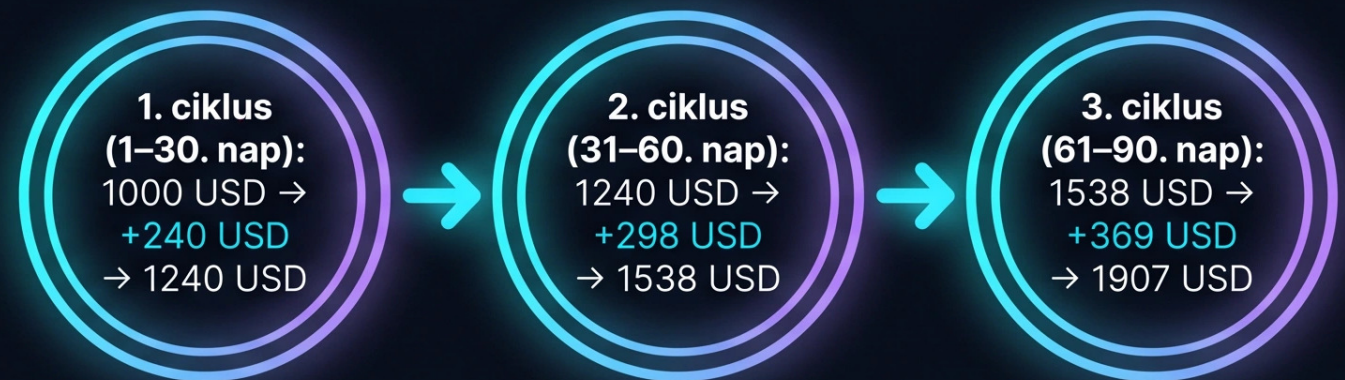 1. ciklus
(1–30. nap):
1000 USD →
+240 USD
→ 1240 USD
2. ciklus
(31–60. nap):
1240 USD →
+298 USD
→ 1538 USD
3. ciklus
(61–90. nap):
1538 USD →
+369 USD
→ 1907 USD